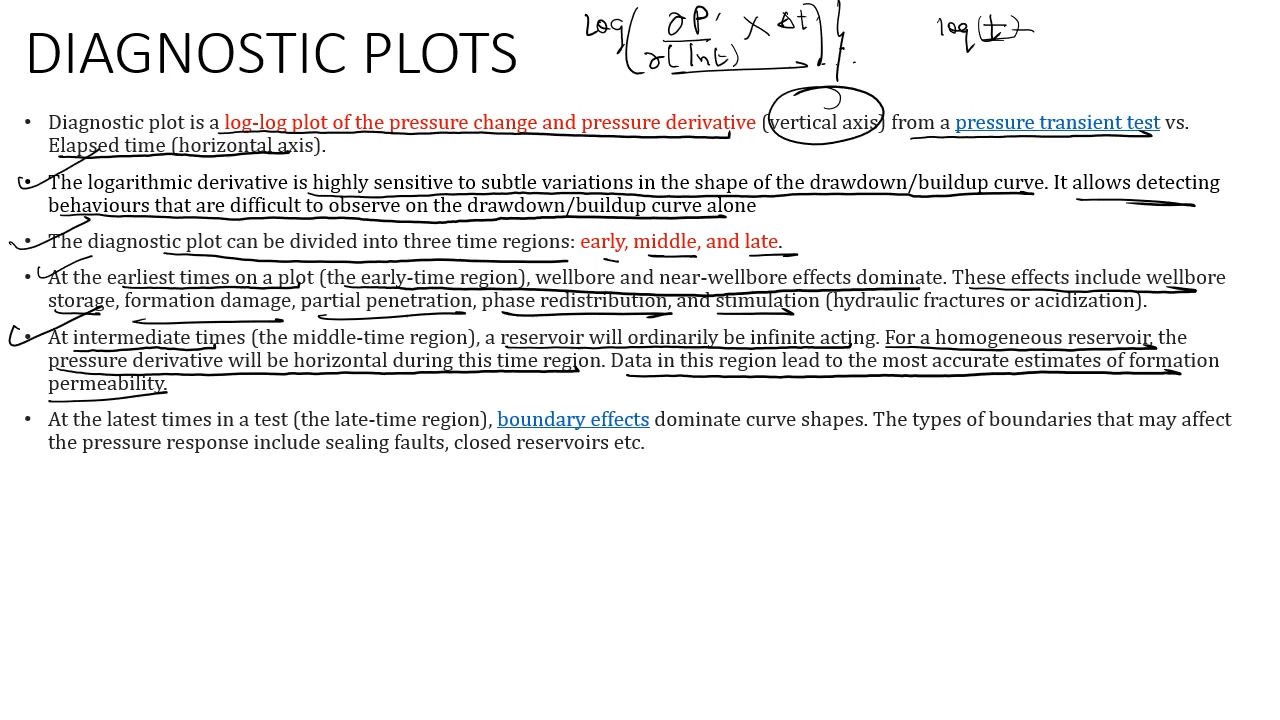 log( ∂P' × Δt
∂(lnt)
log(t)
DIAGNOSTIC PLOTS
• Diagnostic plot is a log-log plot of the pressure change and pressure derivative (vertical axis) from a pressure transient test vs.
Elapsed time (horizontal axis).
• The logarithmic derivative is highly sensitive to subtle variations in the shape of the drawdown/buildup curve. It allows detecting
behaviours that are difficult to observe on the drawdown/buildup curve alone
• The diagnostic plot can be divided into three time regions: early, middle, and late.
• At the earliest times on a plot (the early-time region), wellbore and near-wellbore effects dominate. These effects include wellbore
storage, formation damage, partial penetration, phase redistribution, and stimulation (hydraulic fractures or acidization).
• At intermediate times (the middle-time region), a reservoir will ordinarily be infinite acting. For a homogeneous reservoir, the
pressure derivative will be horizontal during this time region. Data in this region lead to the most accurate estimates of formation
permeability.
• At the latest times in a test (the late-time region), boundary effects dominate curve shapes. The types of boundaries that may affect
the pressure response include sealing faults, closed reservoirs etc.